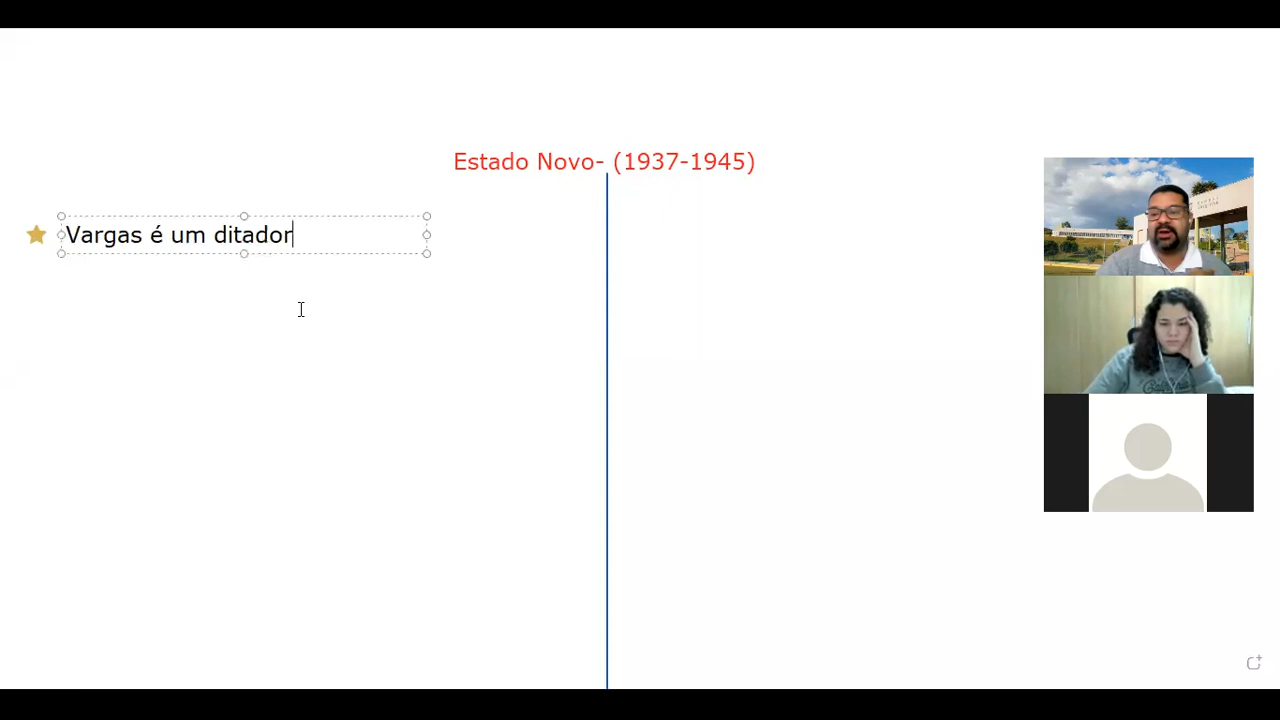 Estado Novo- (1937-1945)
Vargas é um ditador